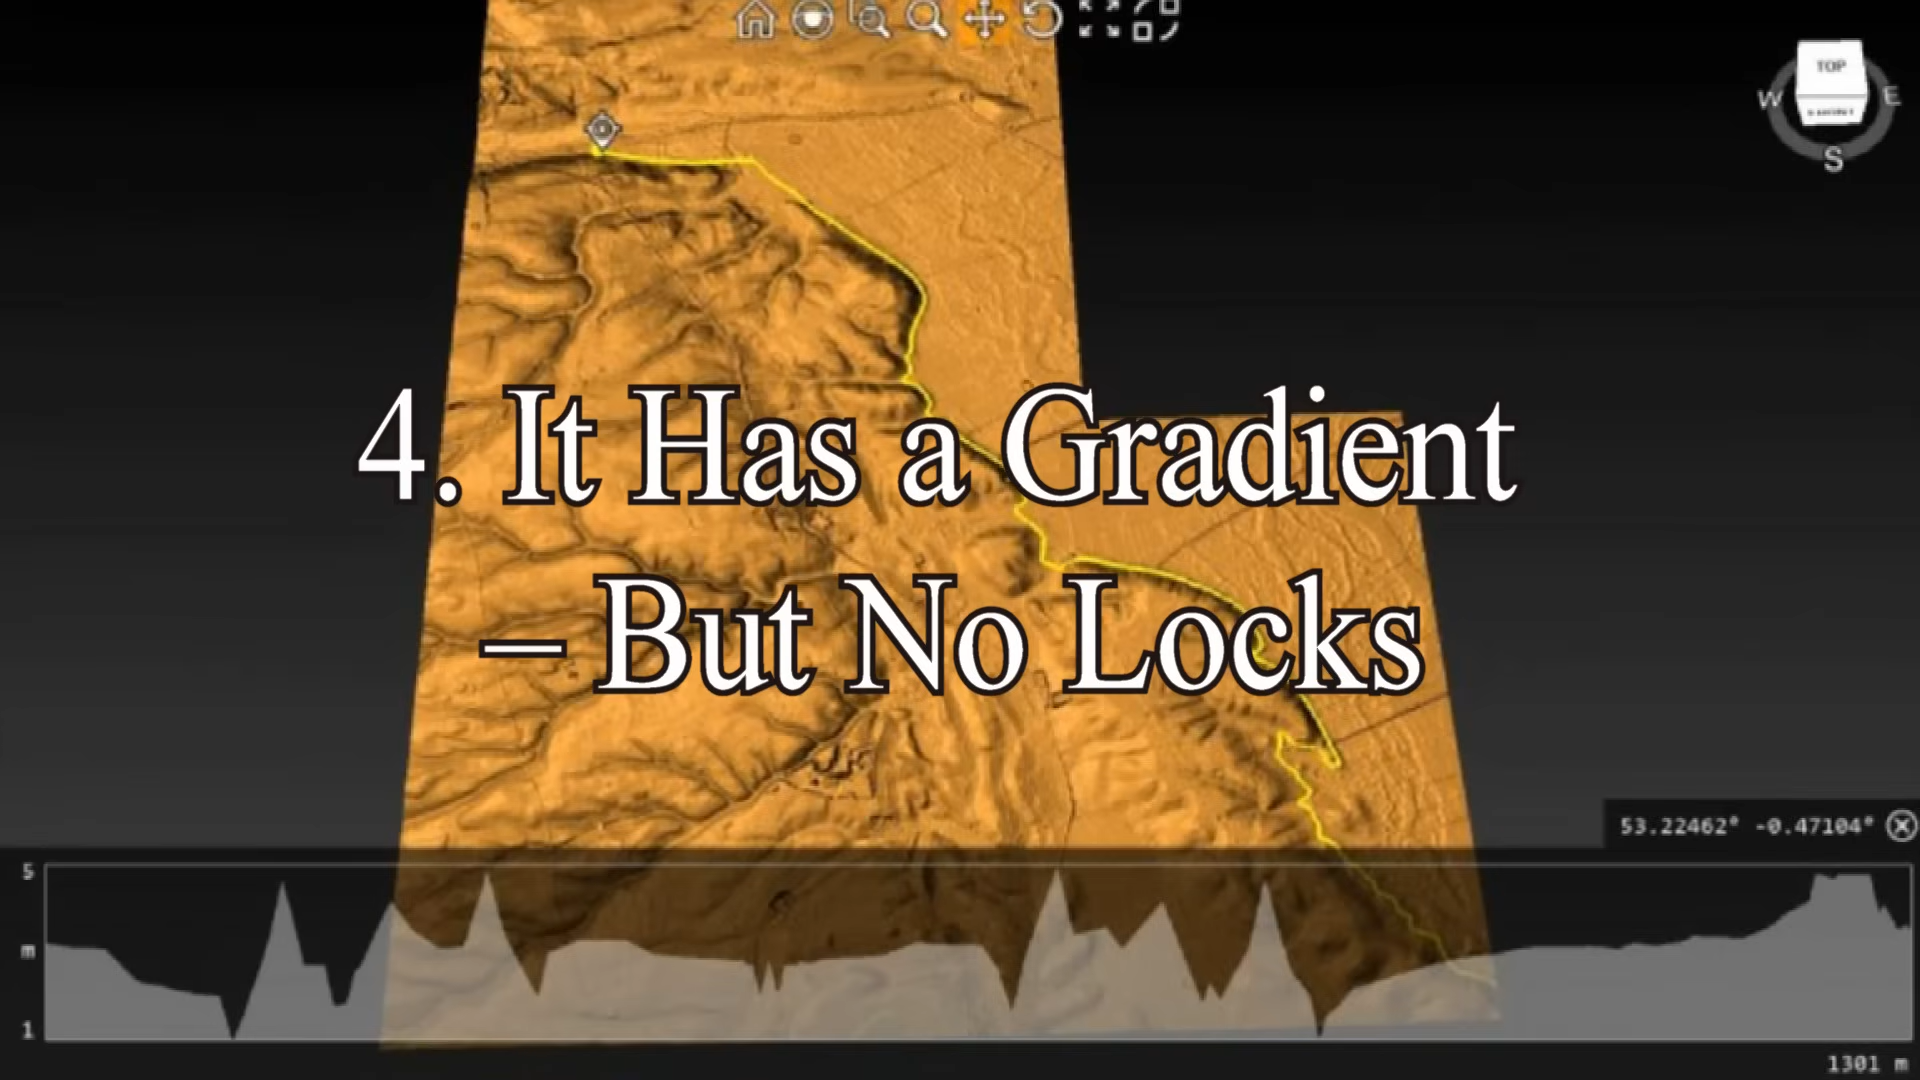 TOP
W
E
S
4. It Has a Gradient
– But No Locks
53.22462° -0.47104°
5
m
1
1301 m